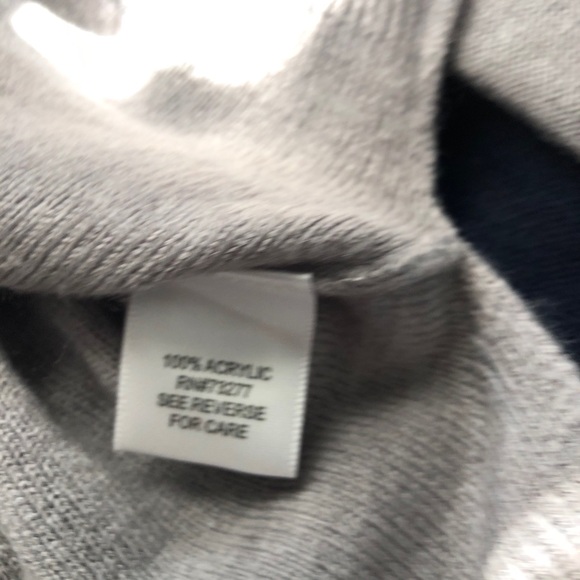 100% ACRYLIC
RN#73277
SEE REVERSE
FOR CARE